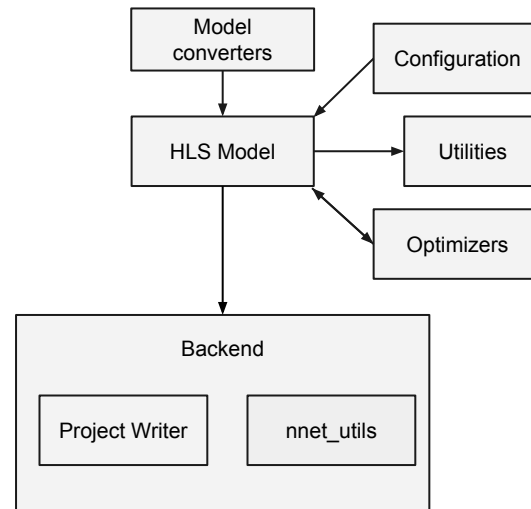 Model
converters
Configuration
HLS Model
Utilities
Optimizers
Backend
Project Writer
nnet_utils